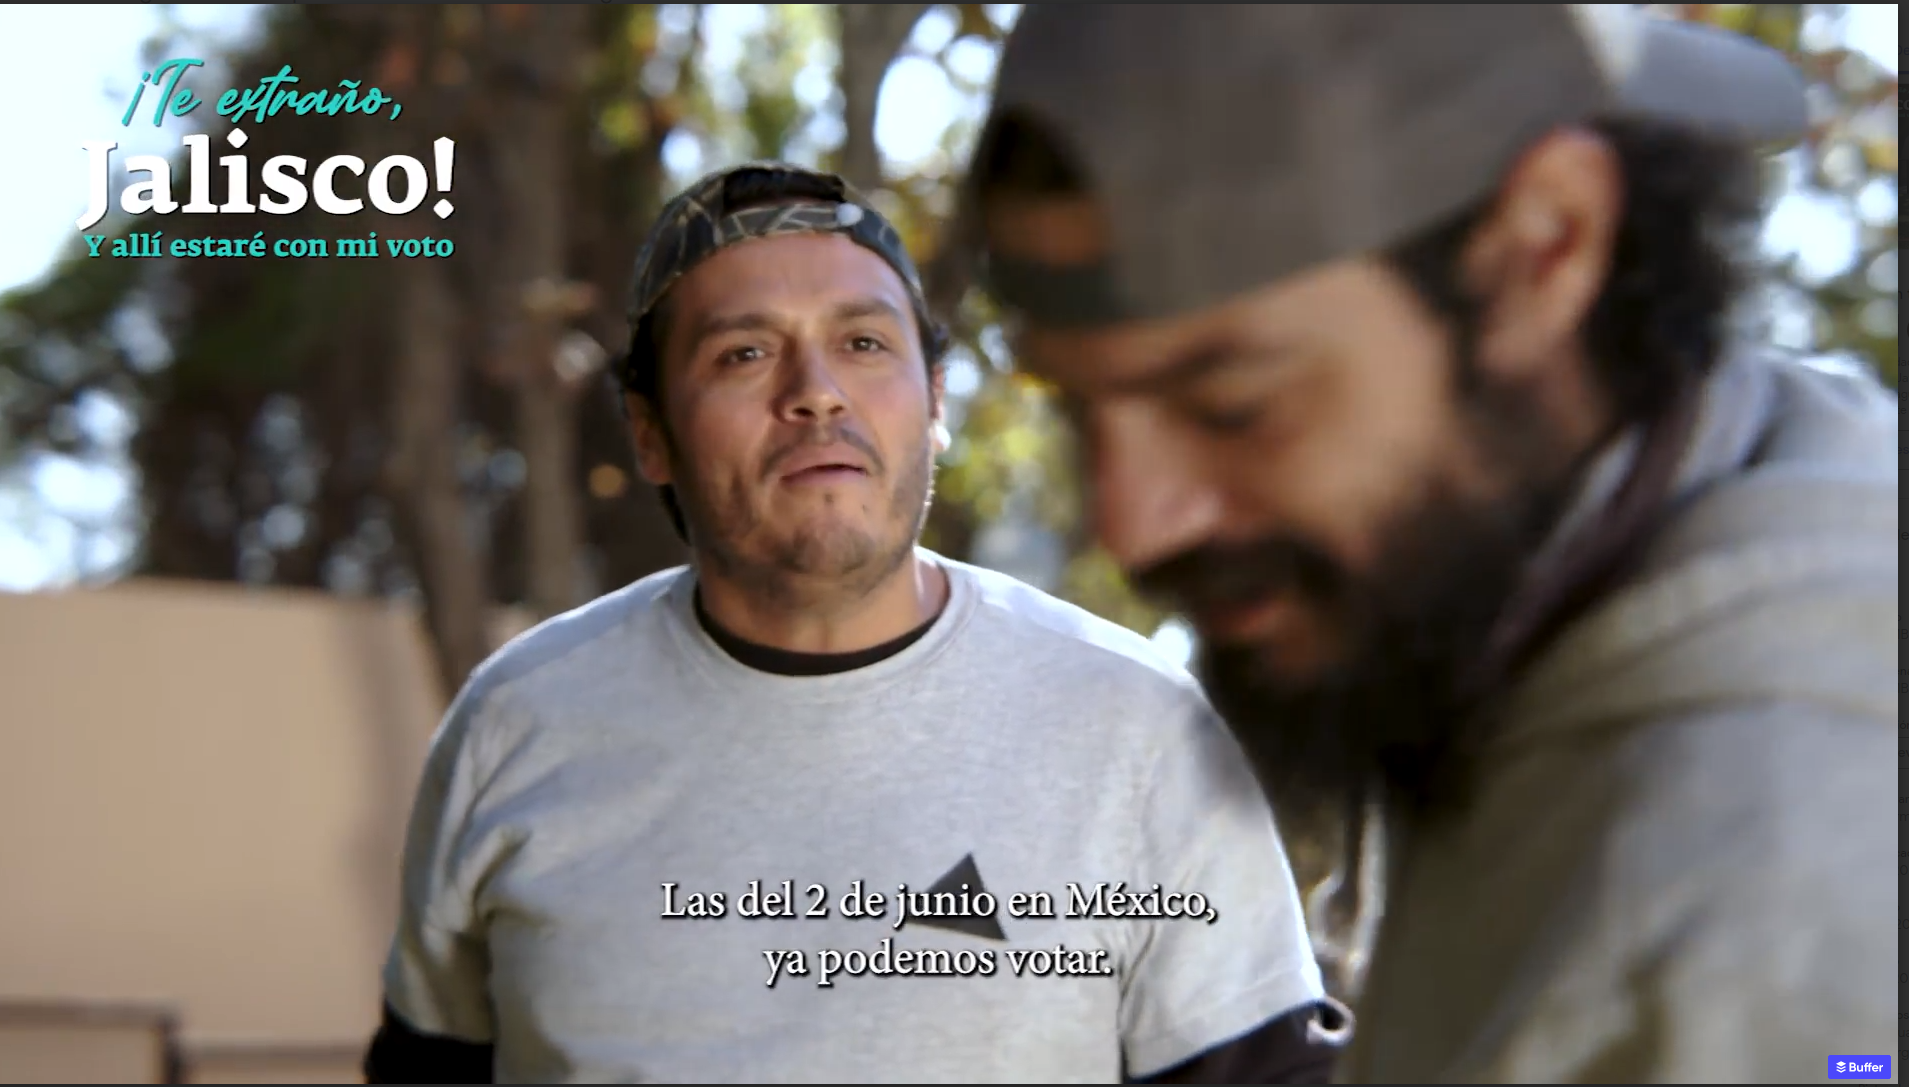 ¡Te extraño,
Jalisco!
Y allí estaré con mi voto
Las del 2 de junio en México,
ya podemos votar.
Buffer